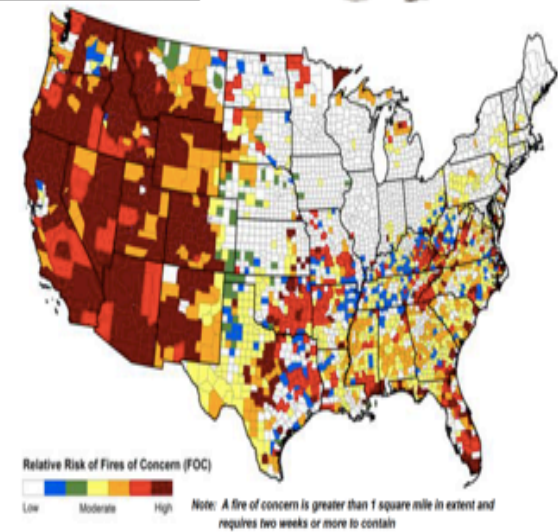 Relative Risk of Fires of Concern (FOC)
Low Moderate High
Note: A fire of concern is greater than 1 square mile in extent and
requires two weeks or more to contain